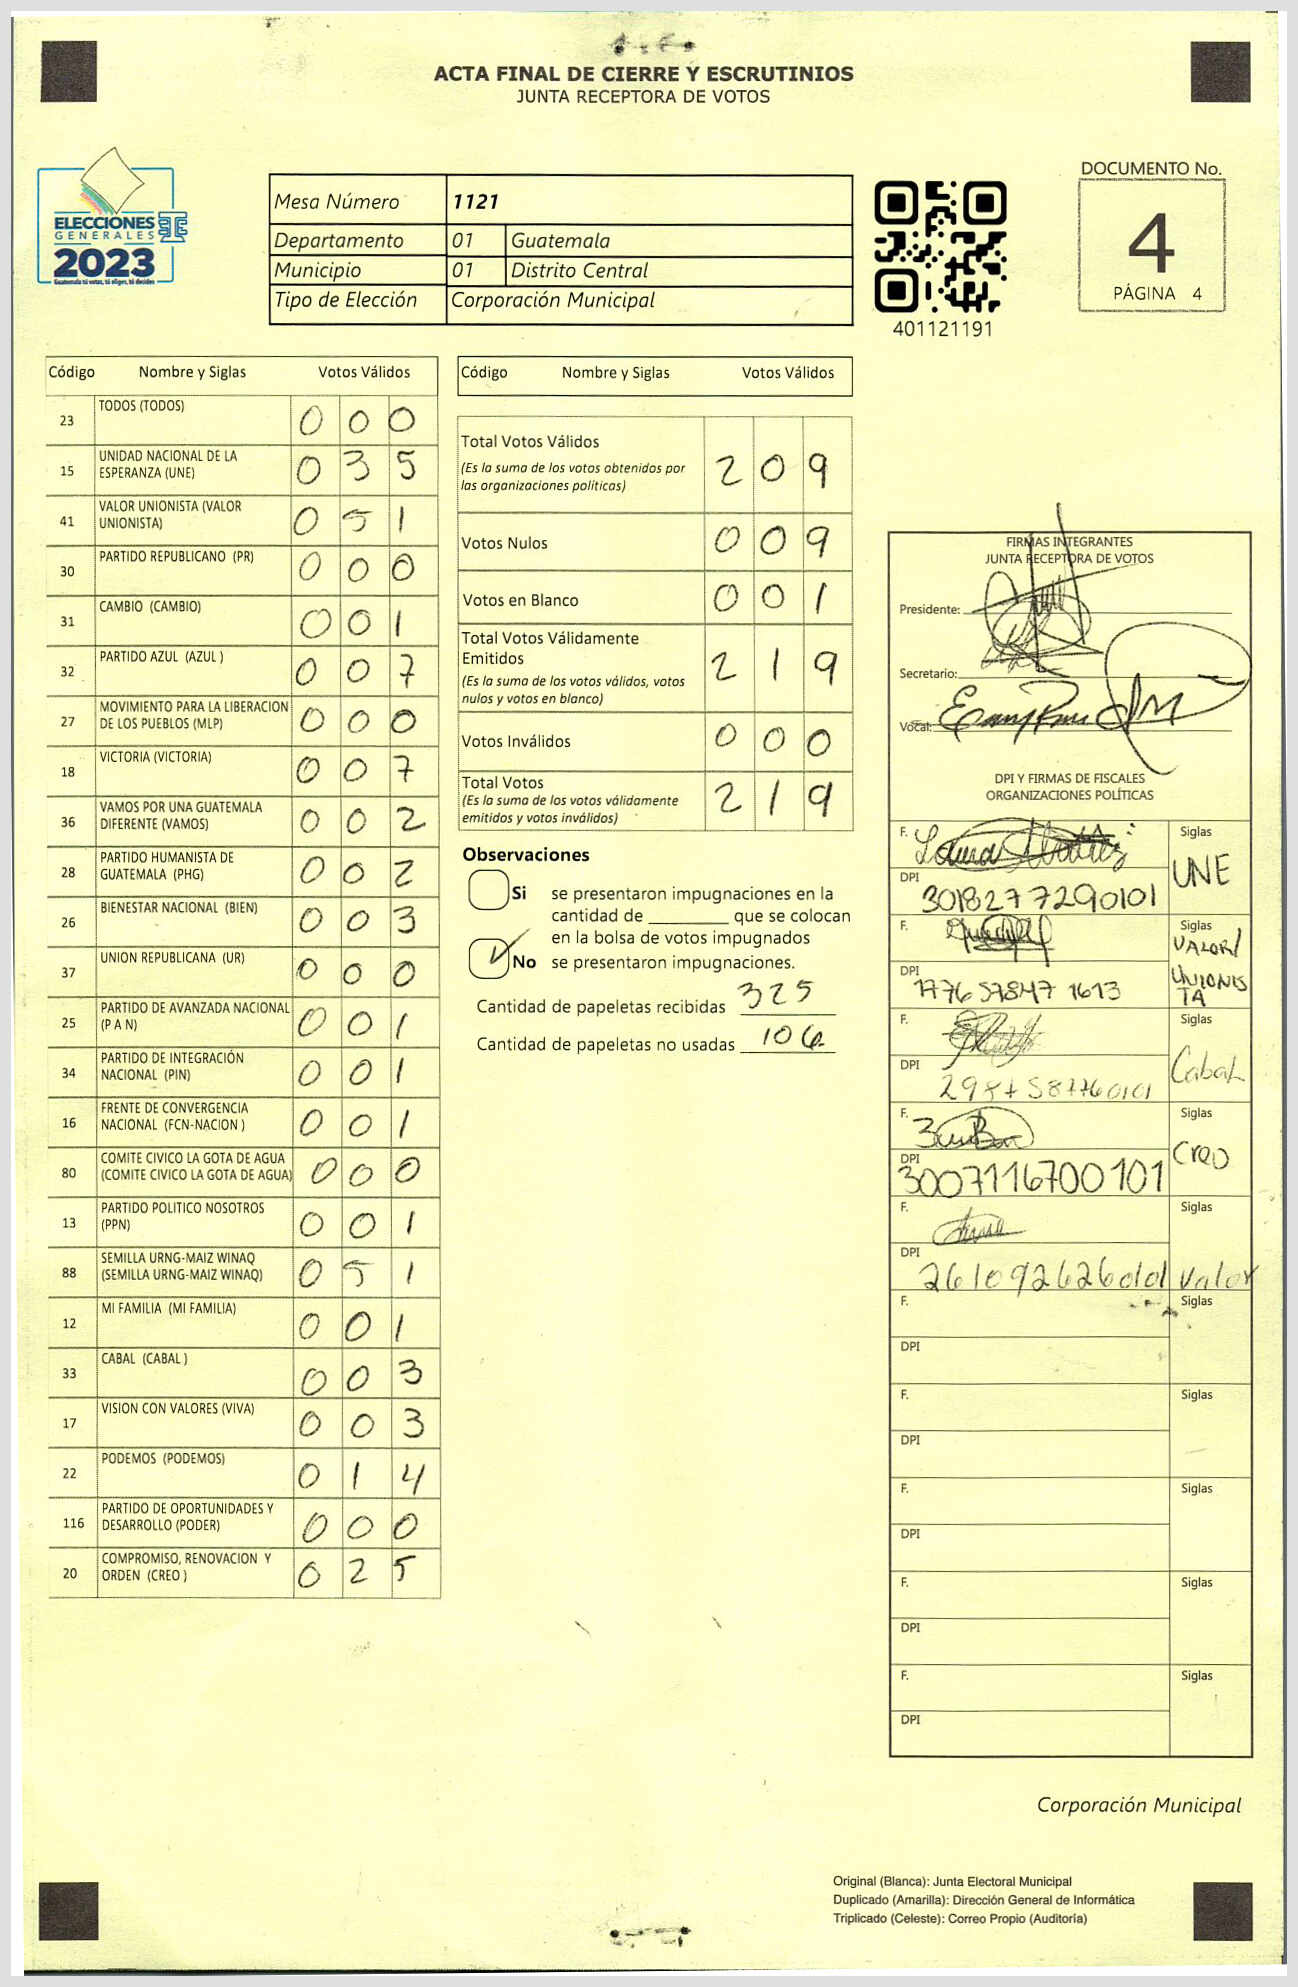 ACTA FINAL DE CIERRE Y ESCRUTINIOS
JUNTA RECEPTORA DE VOTOS
ELECCIONES
GENERALES
2023
Guatemala tú votas, tú eliges, tú decides
Mesa Número 1121
Departamento 01 Guatemala
Municipio 01 Distrito Central
Tipo de Elección Corporación Municipal
401121191
DOCUMENTO No.
4
PÁGINA 4
Código Nombre y Siglas Votos Válidos
23 TODOS (TODOS) 0 0 0
15 UNIDAD NACIONAL DE LA
ESPERANZA (UNE) 0 3 5
41 VALOR UNIONISTA (VALOR
UNIONISTA) 0 5 1
30 PARTIDO REPUBLICANO (PR) 0 0 0
31 CAMBIO (CAMBIO) 0 0 1
32 PARTIDO AZUL (AZUL ) 0 0 7
27 MOVIMIENTO PARA LA LIBERACION
DE LOS PUEBLOS (MLP) 0 0 0
18 VICTORIA (VICTORIA) 0 0 7
36 VAMOS POR UNA GUATEMALA
DIFERENTE (VAMOS) 0 0 2
28 PARTIDO HUMANISTA DE
GUATEMALA (PHG) 0 0 2
26 BIENESTAR NACIONAL (BIEN) 0 0 3
37 UNION REPUBLICANA (UR) 0 0 0
25 PARTIDO DE AVANZADA NACIONAL
(P A N) 0 0 1
34 PARTIDO DE INTEGRACIÓN
NACIONAL (PIN) 0 0 1
16 FRENTE DE CONVERGENCIA
NACIONAL (FCN-NACION ) 0 0 1
80 COMITE CIVICO LA GOTA DE AGUA
(COMITE CIVICO LA GOTA DE AGUA) 0 0 0
13 PARTIDO POLITICO NOSOTROS
(PPN) 0 0 1
88 SEMILLA URNG-MAIZ WINAQ
(SEMILLA URNG-MAIZ WINAQ) 0 5 1
12 MI FAMILIA (MI FAMILIA) 0 0 1
33 CABAL (CABAL ) 0 0 3
17 VISION CON VALORES (VIVA) 0 0 3
22 PODEMOS (PODEMOS) 0 1 4
116 PARTIDO DE OPORTUNIDADES Y
DESARROLLO (PODER) 0 0 0
20 COMPROMISO, RENOVACION Y
ORDEN (CREO ) 0 2 5
Código Nombre y Siglas Votos Válidos
Total Votos Válidos
(Es la suma de los votos obtenidos por
las organizaciones políticas) 2 0 9
Votos Nulos 0 0 9
Votos en Blanco 0 0 1
Total Votos Válidamente
Emitidos
(Es la suma de los votos válidos, votos
nulos y votos en blanco) 2 1 9
Votos Inválidos 0 0 0
Total Votos
(Es la suma de los votos válidamente
emitidos y votos inválidos) 2 1 9
Observaciones
Si se presentaron impugnaciones en la
cantidad de ________ que se colocan
en la bolsa de votos impugnados
No se presentaron impugnaciones.
Cantidad de papeletas recibidas 325
Cantidad de papeletas no usadas 106
FIRMAS INTEGRANTES
JUNTA RECEPTORA DE VOTOS
Presidente:
Secretario:
Vocal:
DPI Y FIRMAS DE FISCALES
ORGANIZACIONES POLÍTICAS
F. Siglas
DPI 3018277290101 UNE
F. Siglas
VALOR/
UNIONIS
TA
DPI
F. Siglas
DPI Cabal
F. Siglas
DPI 3007116700101 Creo
F. Siglas
DPI valor
F. Siglas
DPI
F. Siglas
DPI
F. Siglas
DPI
F. Siglas
DPI
F. Siglas
DPI
Corporación Municipal
Original (Blanca): Junta Electoral Municipal
Duplicado (Amarilla): Dirección General de Informática
Triplicado (Celeste): Correo Propio (Auditoría)